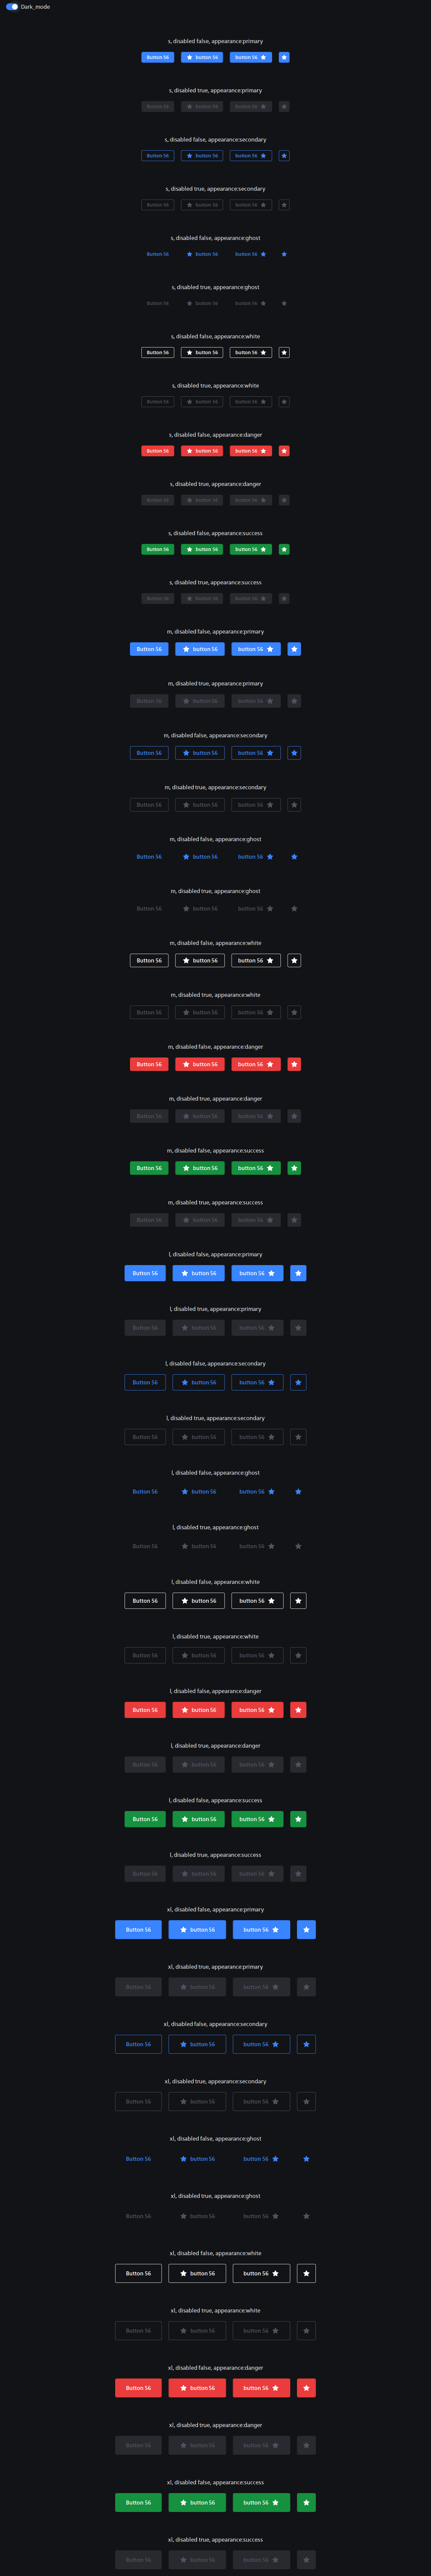 Dark_mode
s, disabled false, appearance:primary
Button 56 button 56 button 56
s, disabled true, appearance:primary
Button 56 button 56 button 56
s, disabled false, appearance:secondary
Button 56 button 56 button 56
s, disabled true, appearance:secondary
Button 56 button 56 button 56
s, disabled false, appearance:ghost
Button 56 button 56 button 56
s, disabled true, appearance:ghost
Button 56 button 56 button 56
s, disabled false, appearance:white
Button 56 button 56 button 56
s, disabled true, appearance:white
Button 56 button 56 button 56
s, disabled false, appearance:danger
Button 56 button 56 button 56
s, disabled true, appearance:danger
Button 56 button 56 button 56
s, disabled false, appearance:success
Button 56 button 56 button 56
s, disabled true, appearance:success
Button 56 button 56 button 56
m, disabled false, appearance:primary
Button 56 button 56 button 56
m, disabled true, appearance:primary
Button 56 button 56 button 56
m, disabled false, appearance:secondary
Button 56 button 56 button 56
m, disabled true, appearance:secondary
Button 56 button 56 button 56
m, disabled false, appearance:ghost
Button 56 button 56 button 56
m, disabled true, appearance:ghost
Button 56 button 56 button 56
m, disabled false, appearance:white
Button 56 button 56 button 56
m, disabled true, appearance:white
Button 56 button 56 button 56
m, disabled false, appearance:danger
Button 56 button 56 button 56
m, disabled true, appearance:danger
Button 56 button 56 button 56
m, disabled false, appearance:success
Button 56 button 56 button 56
m, disabled true, appearance:success
Button 56 button 56 button 56
l, disabled false, appearance:primary
Button 56 button 56 button 56
l, disabled true, appearance:primary
Button 56 button 56 button 56
l, disabled false, appearance:secondary
Button 56 button 56 button 56
l, disabled true, appearance:secondary
Button 56 button 56 button 56
l, disabled false, appearance:ghost
Button 56 button 56 button 56
l, disabled true, appearance:ghost
Button 56 button 56 button 56
l, disabled false, appearance:white
Button 56 button 56 button 56
l, disabled true, appearance:white
Button 56 button 56 button 56
l, disabled false, appearance:danger
Button 56 button 56 button 56
l, disabled true, appearance:danger
Button 56 button 56 button 56
l, disabled false, appearance:success
Button 56 button 56 button 56
l, disabled true, appearance:success
Button 56 button 56 button 56
xl, disabled false, appearance:primary
Button 56 button 56 button 56
xl, disabled true, appearance:primary
Button 56 button 56 button 56
xl, disabled false, appearance:secondary
Button 56 button 56 button 56
xl, disabled true, appearance:secondary
Button 56 button 56 button 56
xl, disabled false, appearance:ghost
Button 56 button 56 button 56
xl, disabled true, appearance:ghost
Button 56 button 56 button 56
xl, disabled false, appearance:white
Button 56 button 56 button 56
xl, disabled true, appearance:white
Button 56 button 56 button 56
xl, disabled false, appearance:danger
Button 56 button 56 button 56
xl, disabled true, appearance:danger
Button 56 button 56 button 56
xl, disabled false, appearance:success
Button 56 button 56 button 56
xl, disabled true, appearance:success
Button 56 button 56 button 56